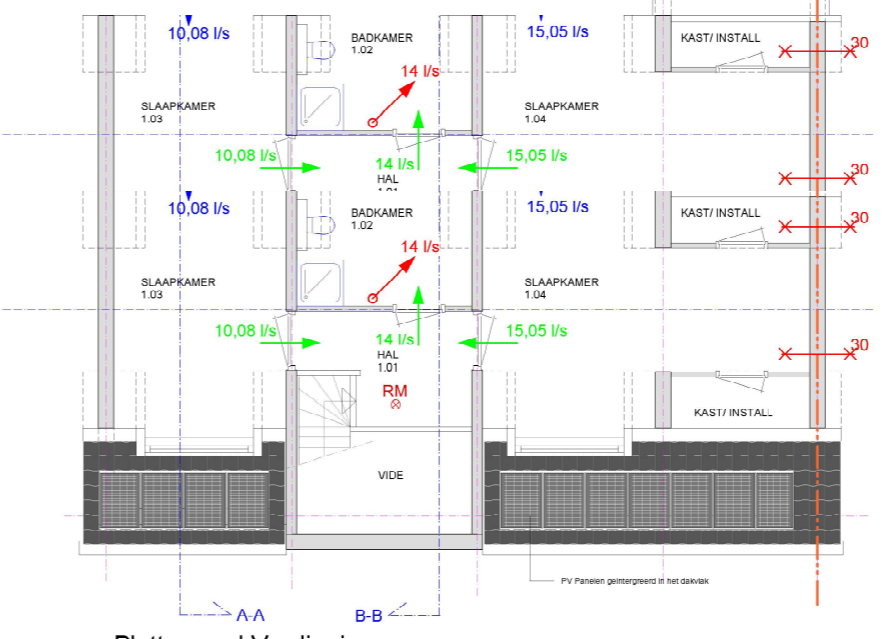 10,08 l/s
15,05 l/s
BADKAMER
1.02
KAST/ INSTALL
30
14 l/s
SLAAPKAMER
1.03
SLAAPKAMER
1.04
10,08 l/s
14 l/s
15,05 l/s
HAL
30
10,08 l/s
15,05 l/s
BADKAMER
1.02
KAST/ INSTALL
30
14 l/s
SLAAPKAMER
1.03
SLAAPKAMER
1.04
10,08 l/s
14 l/s
15,05 l/s
HAL
1.01
30
RM
KAST/ INSTALL
VIDE
PV Panelen geintergreerd in het dakvlak
A-A
B-B